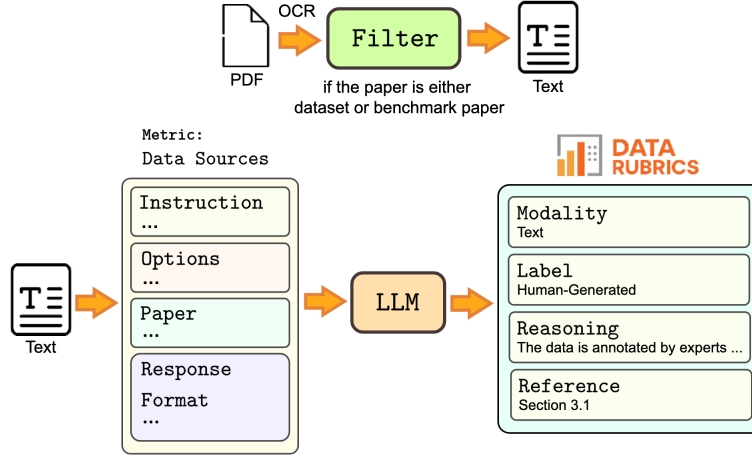 OCR
Filter
PDF
if the paper is either
dataset or benchmark paper
Text
Metric:
Data Sources
DATA
RUBRICS
Instruction
...
Options
...
Paper
...
Response
Format
...
Text
LLM
Modality
Text
Label
Human-Generated
Reasoning
The data is annotated by experts ...
Reference
Section 3.1